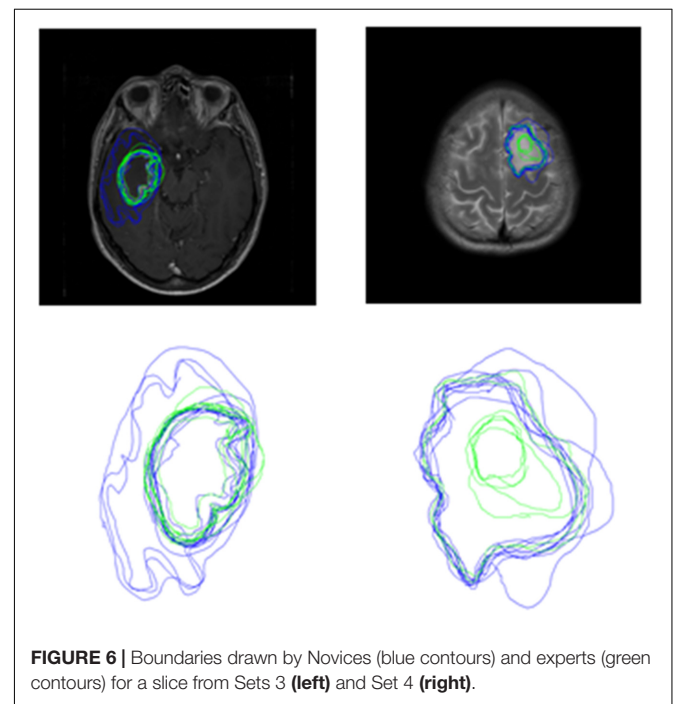 FIGURE 6 | Boundaries drawn by Novices (blue contours) and experts (green
contours) for a slice from Sets 3 (left) and Set 4 (right).